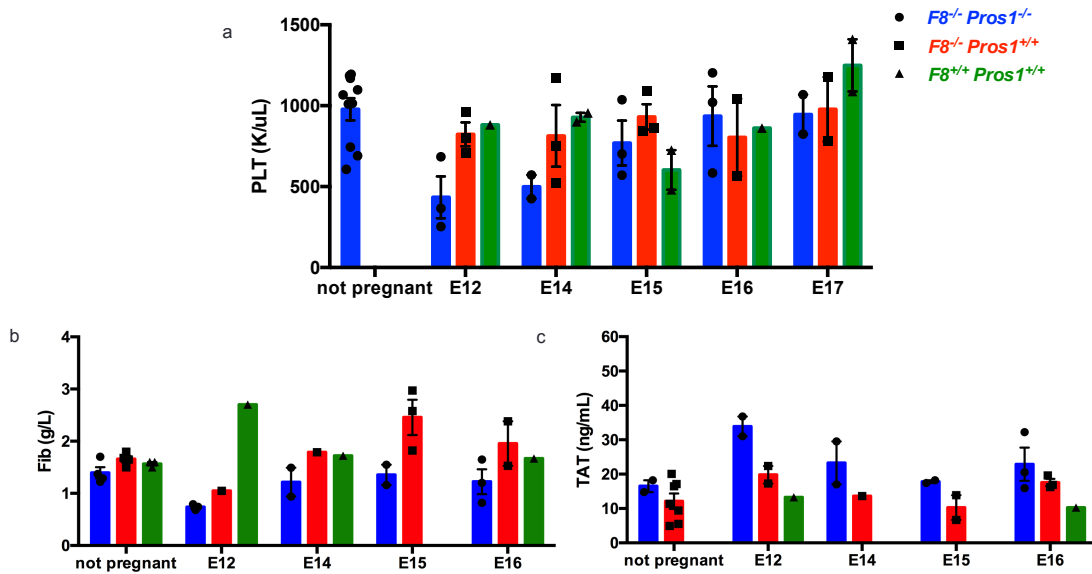 a
F8-/- Pros1-/-
F8-/- Pros1+/+
F8+/+ Pros1+/+
PLT (K/uL)
1500
1000
500
0
not pregnant E12 E14 E15 E16 E17
b
Fib (g/L)
4
3
2
1
0
not pregnant E12 E14 E15 E16
c
TAT (ng/mL)
60
50
40
30
20
10
0
not pregnant E12 E14 E15 E16